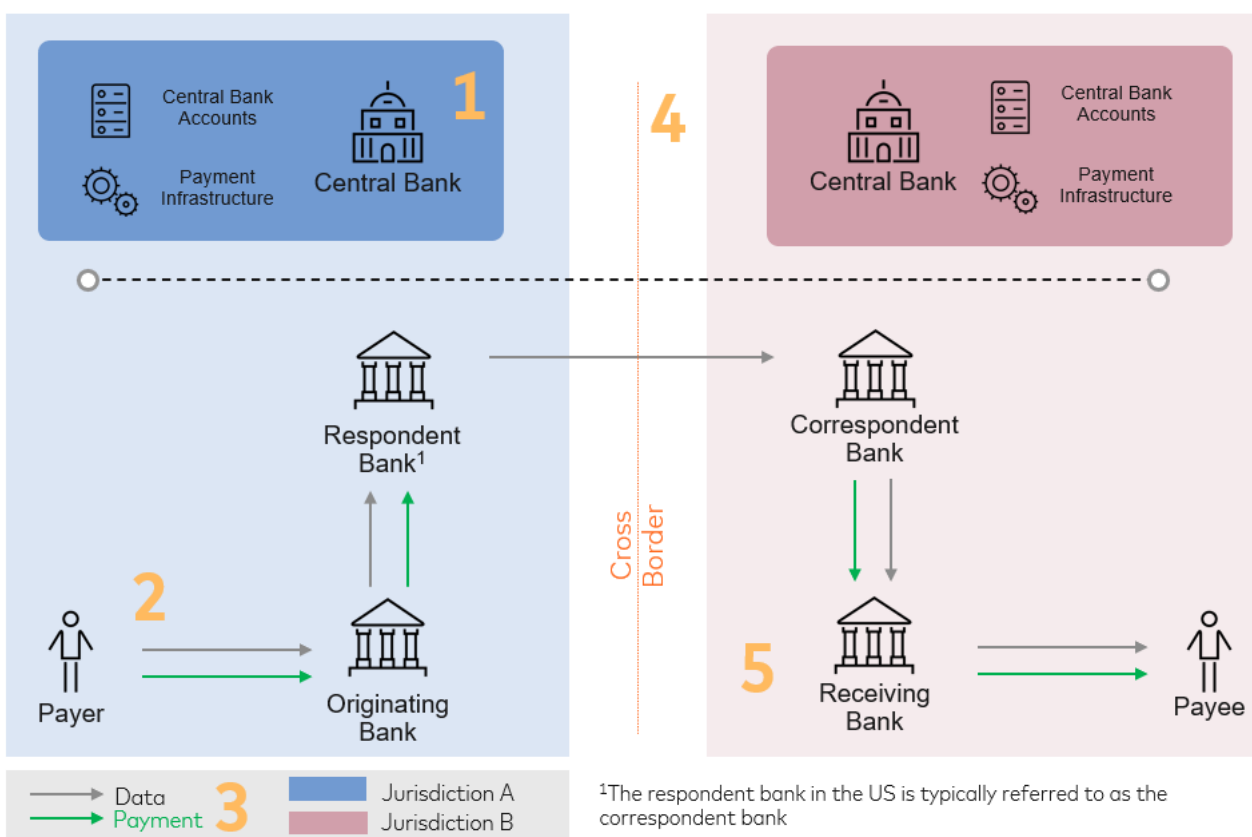 Central Bank
Accounts
Payment
Infrastructure
Central Bank
1
4
Central Bank
Central Bank
Accounts
Payment
Infrastructure
Respondent
Bank¹
Correspondent
Bank
Cross
Border
2
Payer
Originating
Bank
5
Receiving
Bank
Payee
Data
Payment
3
Jurisdiction A
Jurisdiction B
¹The respondent bank in the US is typically referred to as the
correspondent bank